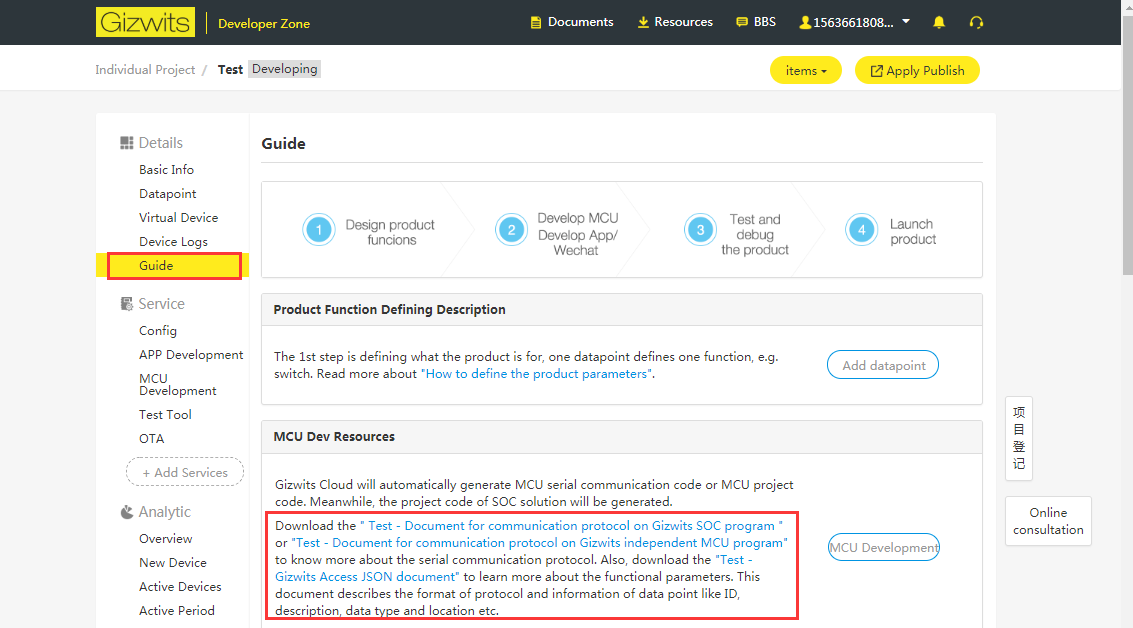 Gizwits
Developer Zone
Documents
Resources
BBS
1563661808...
Individual Project / Test Developing
items
Apply Publish
Details
Basic Info
Datapoint
Virtual Device
Device Logs
Guide
Service
Config
APP Development
MCU
Development
Test Tool
OTA
+ Add Services
Analytic
Overview
New Device
Active Devices
Active Period
Guide
1
Design product
funcions
2
Develop MCU
Develop App/
Wechat
3
Test and
debug
the product
4
Launch
product
Product Function Defining Description
The 1st step is defining what the product is for, one datapoint defines one function, e.g.
switch. Read more about "How to define the product parameters".
Add datapoint
MCU Dev Resources
Gizwits Cloud will automatically generate MCU serial communication code or MCU project
code. Meanwhile, the project code of SOC solution will be generated.
Download the " Test - Document for communication protocol on Gizwits SOC program "
or "Test - Document for communication protocol on Gizwits independent MCU program"
to know more about the serial communication protocol. Also, download the "Test -
Gizwits Access JSON document" to learn more about the functional parameters. This
document describes the format of protocol and information of data point like ID,
description, data type and location etc.
MCU Development
项
目
登
记
Online
consultation